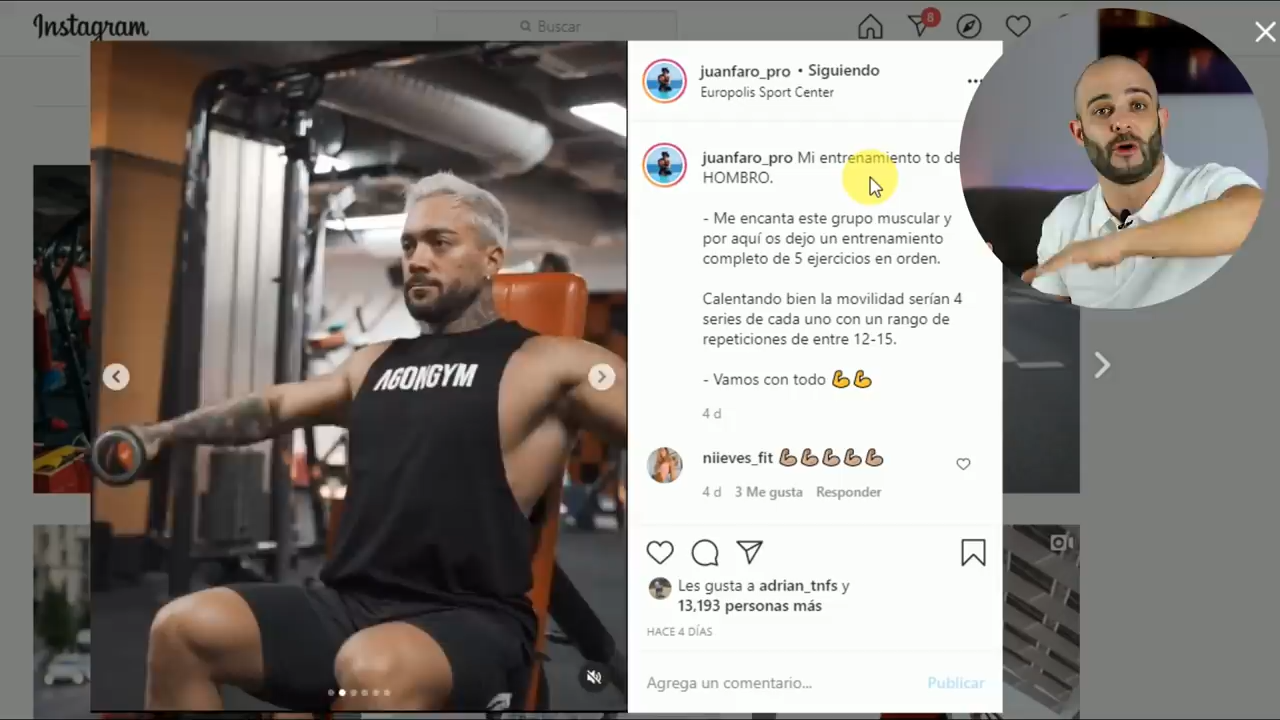 Instagram
Buscar
8
juanfaro_pro • Siguiendo
Europolis Sport Center
juanfaro_pro Mi entrenamiento to de
HOMBRO.
- Me encanta este grupo muscular y
por aquí os dejo un entrenamiento
completo de 5 ejercicios en orden.
Calentando bien la movilidad serían 4
series de cada uno con un rango de
repeticiones de entre 12-15.
- Vamos con todo 💪💪
4 d
niieves_fit 💪🏽💪🏽💪🏽💪🏽💪🏽
4 d 3 Me gusta Responder
Les gusta a adrian_tnfs y
13,193 personas más
HACE 4 DÍAS
Agrega un comentario... Publicar
AGONGYM